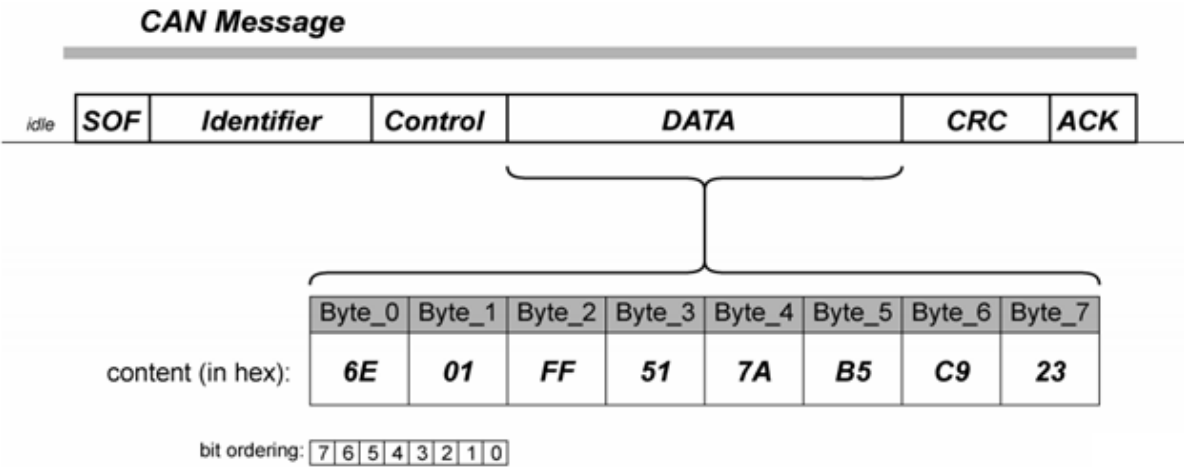 CAN Message
idle SOF Identifier Control DATA CRC ACK
Byte_0 Byte_1 Byte_2 Byte_3 Byte_4 Byte_5 Byte_6 Byte_7
content (in hex): 6E 01 FF 51 7A B5 C9 23
bit ordering: 7 6 5 4 3 2 1 0